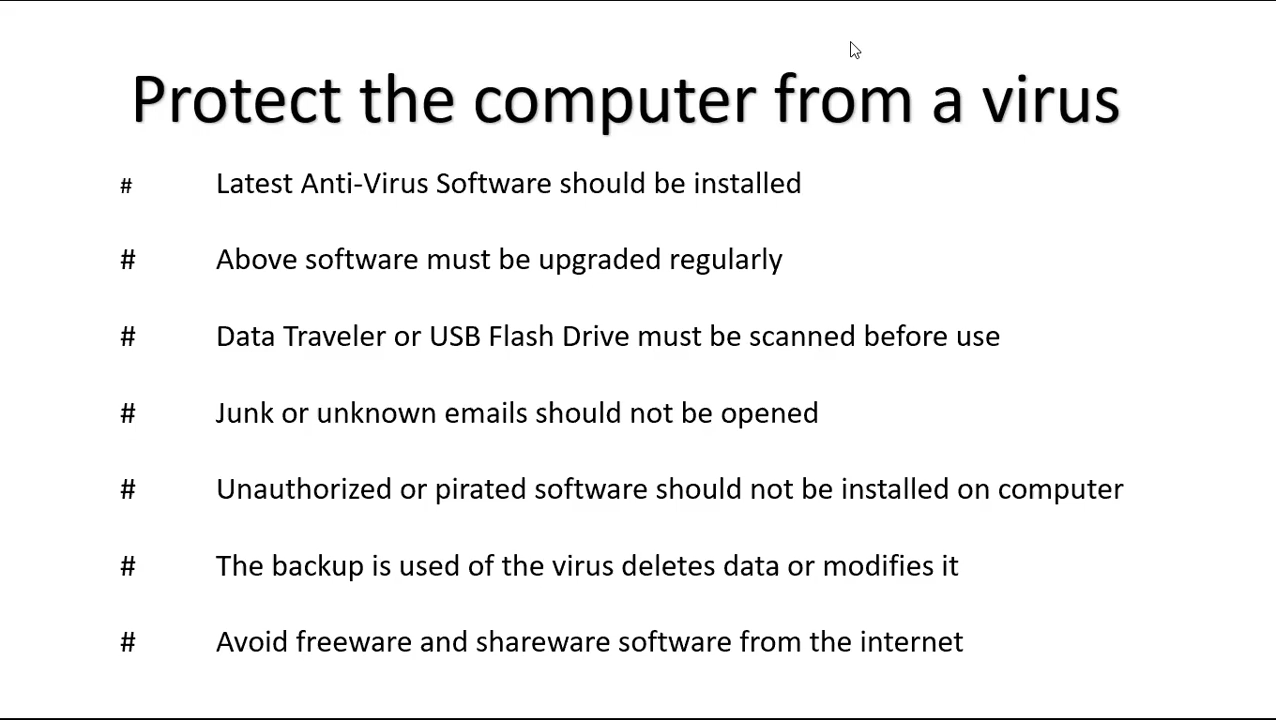 Protect the computer from a virus
# Latest Anti-Virus Software should be installed
# Above software must be upgraded regularly
# Data Traveler or USB Flash Drive must be scanned before use
# Junk or unknown emails should not be opened
# Unauthorized or pirated software should not be installed on computer
# The backup is used of the virus deletes data or modifies it
# Avoid freeware and shareware software from the internet